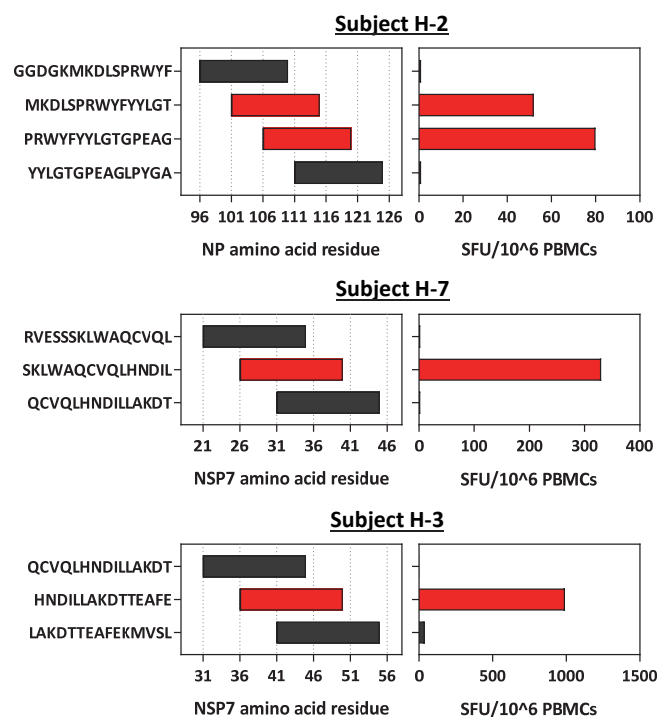 Subject H-2
GGDGKMKDLSPRWYF
MKDLSPRWYFYYLGT
PRWYFYYLGTGPEAG
YYLGTGPEAGLPYGA
96 101 106 111 116 121 126
0 20 40 60 80 100
NP amino acid residue
SFU/10^6 PBMCs
Subject H-7
RVESSSKLWAQCVQL
SKLWAQCVQLHNDIL
QCVQLHNDILLAKDT
21 26 31 36 41 46
0 100 200 300 400
NSP7 amino acid residue
SFU/10^6 PBMCs
Subject H-3
QCVQLHNDILLAKDT
HNDILLAKDTTEAFE
LAKDTTEAFEKMVSL
31 36 41 46 51 56
0 500 1000 1500
NSP7 amino acid residue
SFU/10^6 PBMCs